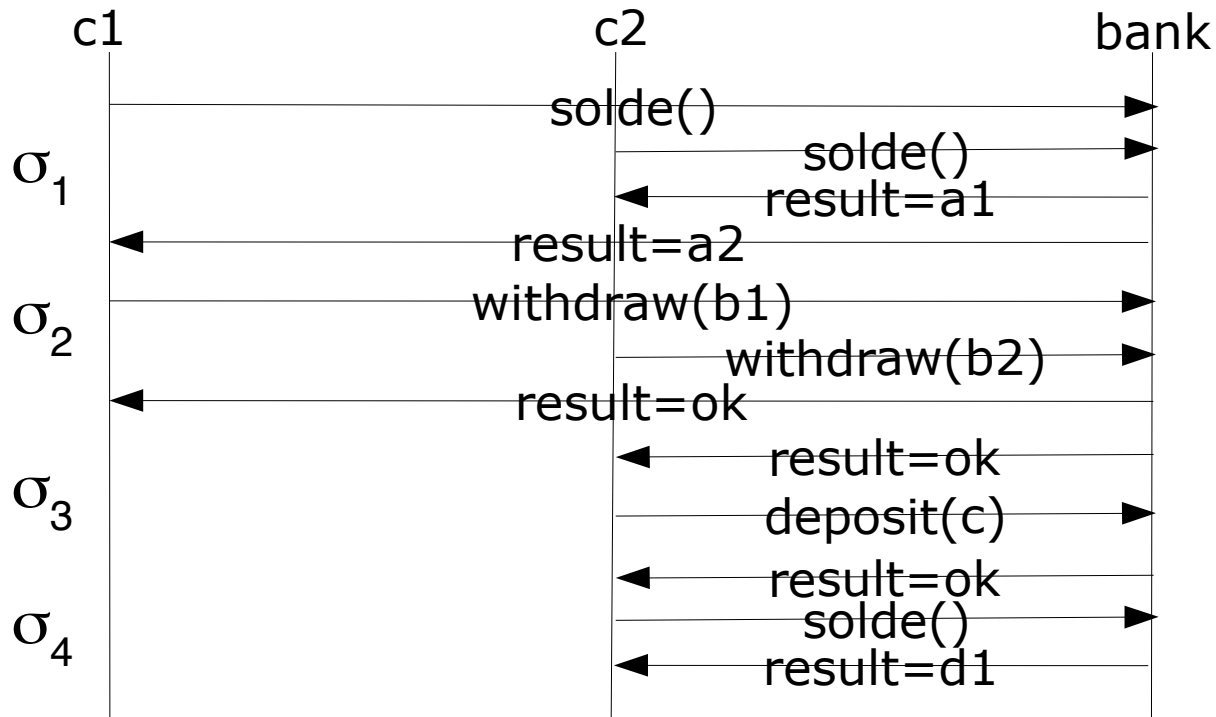 c1 c2 bank
solde()
σ1 solde()
result=a1
result=a2
σ2 withdraw(b1)
withdraw(b2)
result=ok
result=ok
σ3 deposit(c)
result=ok
σ4 solde()
result=d1